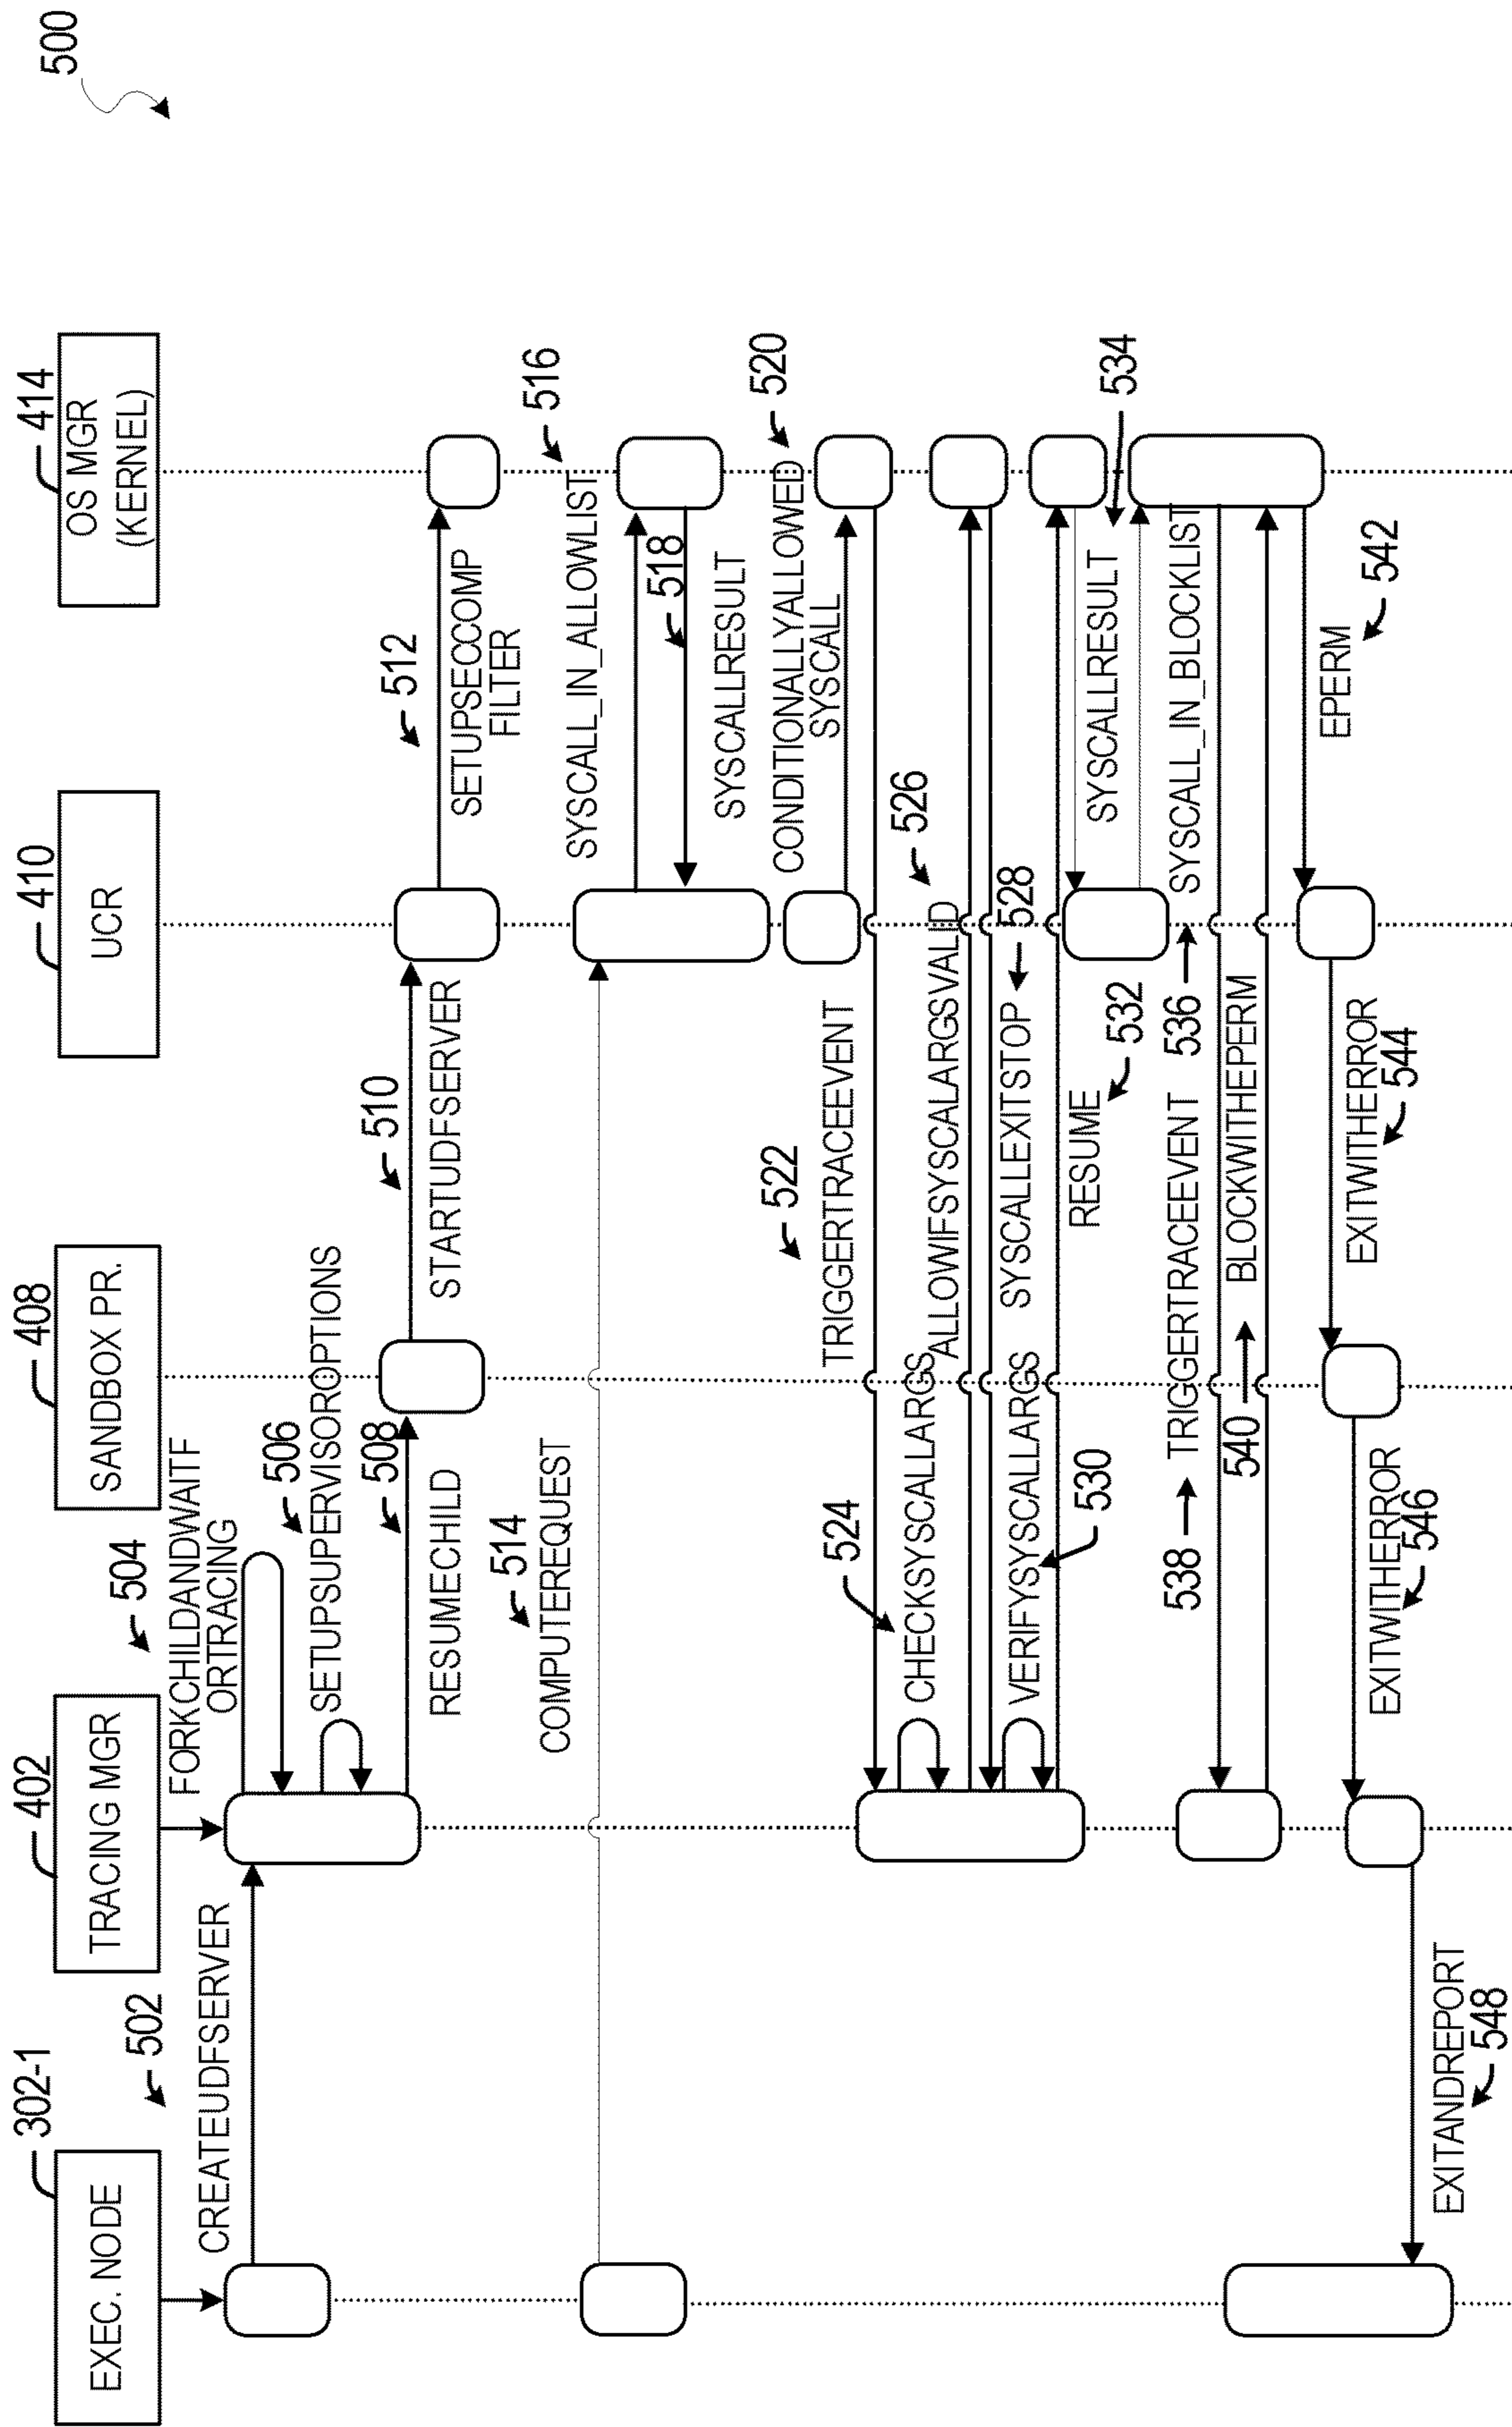 500
302-1
EXEC. NODE
402
TRACING MGR
408
SANDBOX PR.
410
UCR
414
OS MGR
(KERNEL)
502
CREATEUDFSERVER
504
FORKCHILDANDWAITF
ORTRACING
506
SETUPSUPERVISOROPTIONS
508
RESUMECHILD
510
STARTUDFSERVER
512
SETUPSECCOMP
FILTER
514
COMPUTEREQUEST
516
SYSCALL_IN_ALLOWLIST
518
SYSCALLRESULT
520
CONDITIONALLYALLOWED
SYSCALL
522
TRIGGERTRACEEVENT
524
CHECKSYSCALLARGS
526
ALLOWIFSYSCALARGSVALID
528
SYSCALLEXITSTOP
530
VERIFYSYSCALLARGS
532
RESUME
534
SYSCALLRESULT
536
SYSCALL_IN_BLOCKLIST
538
TRIGGERTRACEEVENT
540
BLOCKWITHEPERM
542
EPERM
544
EXITWITHERROR
546
EXITWITHERROR
548
EXITANDREPORT